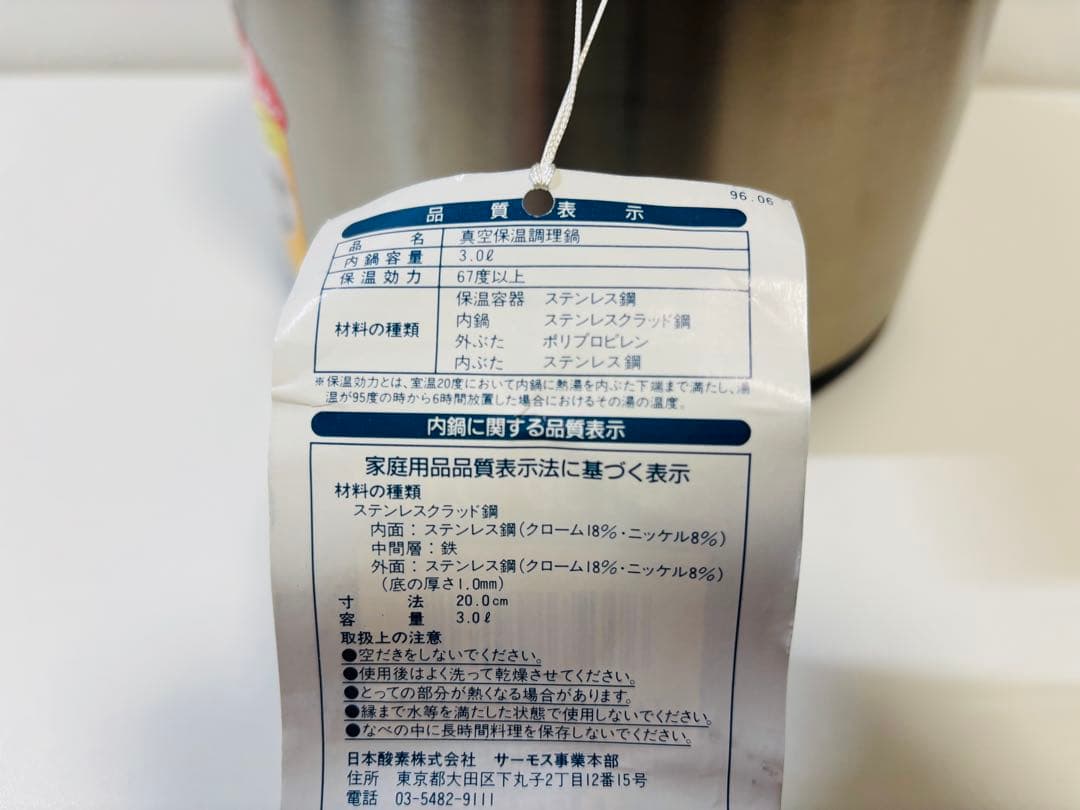 96.06
品質表示
品名 真空保温調理鍋
内鍋容量 3.0ℓ
保温効力 67度以上
材料の種類 保温容器 ステンレス鋼
内鍋 ステンレスクラッド鋼
外ぶた ポリプロピレン
内ぶた ステンレス鋼
※保温効力とは、室温20度において内鍋に熱湯を内ぶた下端まで満たし、湯
温が95度の時から6時間放置した場合におけるその湯の温度。
内鍋に関する品質表示
家庭用品品質表示法に基づく表示
材料の種類
ステンレスクラッド鋼
内面：ステンレス鋼(クローム18%・ニッケル8%)
中間層：鉄
外面：ステンレス鋼(クローム18%・ニッケル8%)
(底の厚さ1.0mm)
寸法 20.0cm
容量 3.0ℓ
取扱上の注意
●空だきをしないでください。
●使用後はよく洗って乾燥させてください。
●とっての部分が熱くなる場合があります。
●縁まで水等を満たした状態で使用しないでください。
●なべの中に長時間料理を保存しないでください。
日本酸素株式会社 サーモス事業本部
住所 東京都大田区下丸子2丁目12番15号
電話 03-5482-9111